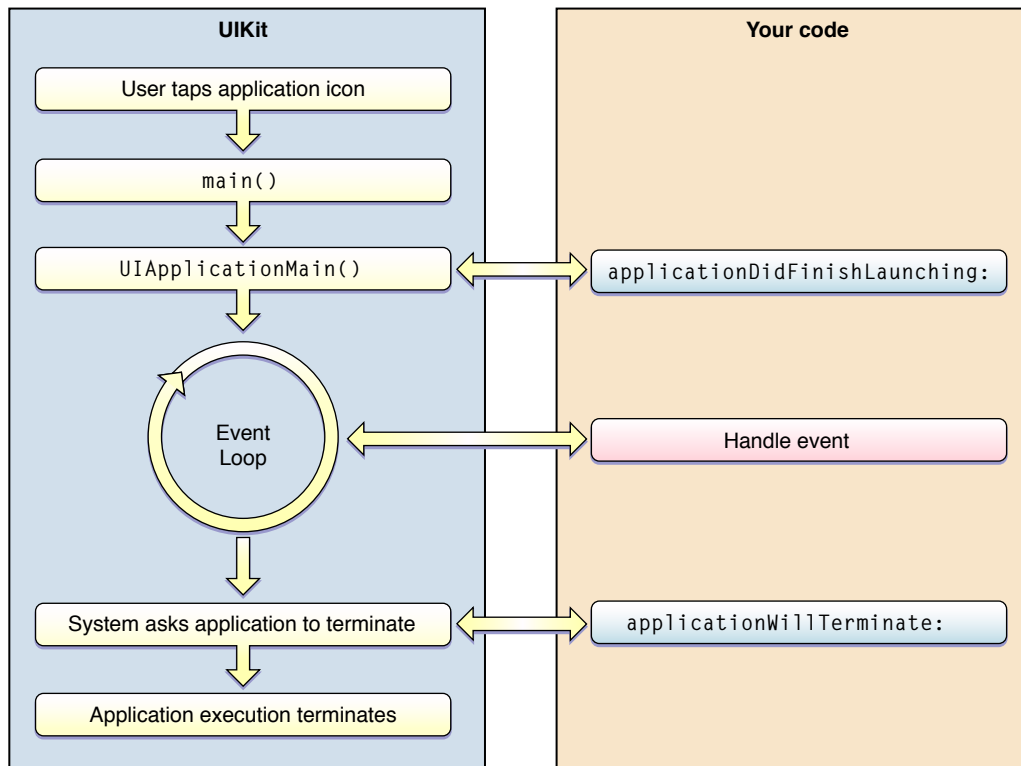 UIKit
Your code
User taps application icon
main()
UIApplicationMain()
applicationDidFinishLaunching:
Event
Loop
Handle event
System asks application to terminate
applicationWillTerminate:
Application execution terminates